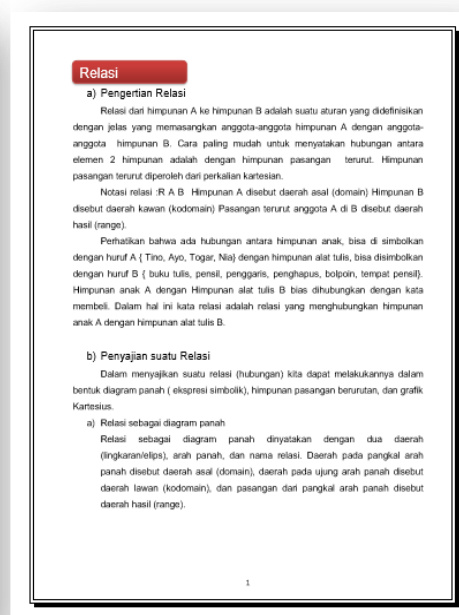 Relasi
a) Pengertian Relasi
Relasi dari himpunan A ke himpunan B adalah suatu aturan yang didefinisikan
dengan jelas yang memasangkan anggota-anggota himpunan A dengan anggota-
anggota himpunan B. Cara paling mudah untuk menyatakan hubungan antara
elemen 2 himpunan adalah dengan himpunan pasangan terurut. Himpunan
pasangan terurut diperoleh dari perkalian kartesian.
Notasi relasi :R A B Himpunan A disebut daerah asal (domain) Himpunan B
disebut daerah kawan (kodomain) Pasangan terurut anggota A di B disebut daerah
hasil (range).
Perhatikan bahwa ada hubungan antara himpunan anak, bisa di simbolkan
dengan huruf A { Tino, Ayo, Togar, Nia} dengan himpunan alat tulis, bisa disimbolkan
dengan huruf B { buku tulis, pensil, penggaris, penghapus, bolpoin, tempat pensil}.
Himpunan anak A dengan Himpunan alat tulis B bias dihubungkan dengan kata
membeli. Dalam hal ini kata relasi adalah relasi yang menghubungkan himpunan
anak A dengan himpunan alat tulis B.
b) Penyajian suatu Relasi
Dalam menyajikan suatu relasi (hubungan) kita dapat melakukannya dalam
bentuk diagram panah ( ekspresi simbolik), himpunan pasangan berurutan, dan grafik
Kartesius.
a) Relasi sebagai diagram panah
Relasi sebagai diagram panah dinyatakan dengan dua daerah
(lingkaran/elips), arah panah, dan nama relasi. Daerah pada pangkal arah
panah disebut daerah asal (domain), daerah pada ujung arah panah disebut
daerah lawan (kodomain), dan pasangan dari pangkal arah panah disebut
daerah hasil (range).
1